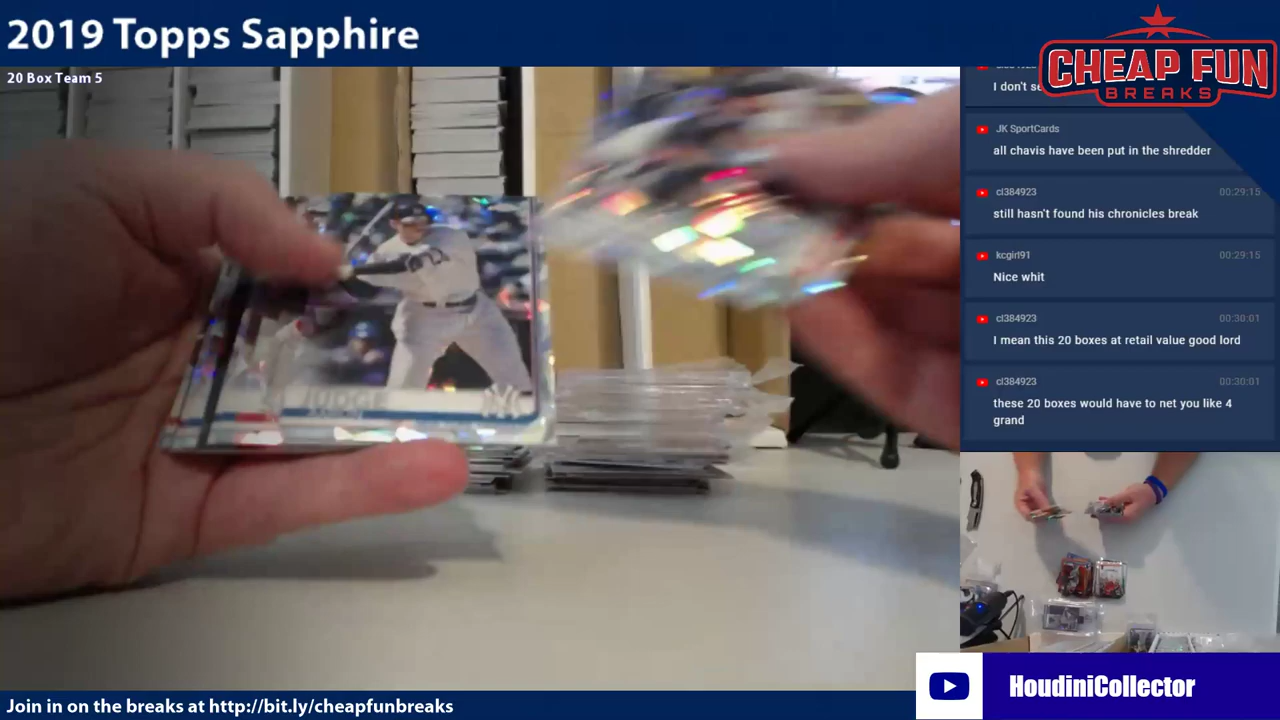 2019 Topps Sapphire
20 Box Team 5
CHEAP FUN
BREAKS
I don't se
JK SportCards
all chavis have been put in the shredder
cl384923
00:29:15
still hasn't found his chronicles break
kcgirl91
00:29:15
Nice whit
cl384923
00:30:01
I mean this 20 boxes at retail value good lord
cl384923
00:30:01
these 20 boxes would have to net you like 4
grand
JUDGE
HoudiniCollector
Join in on the breaks at http://bit.ly/cheapfunbreaks